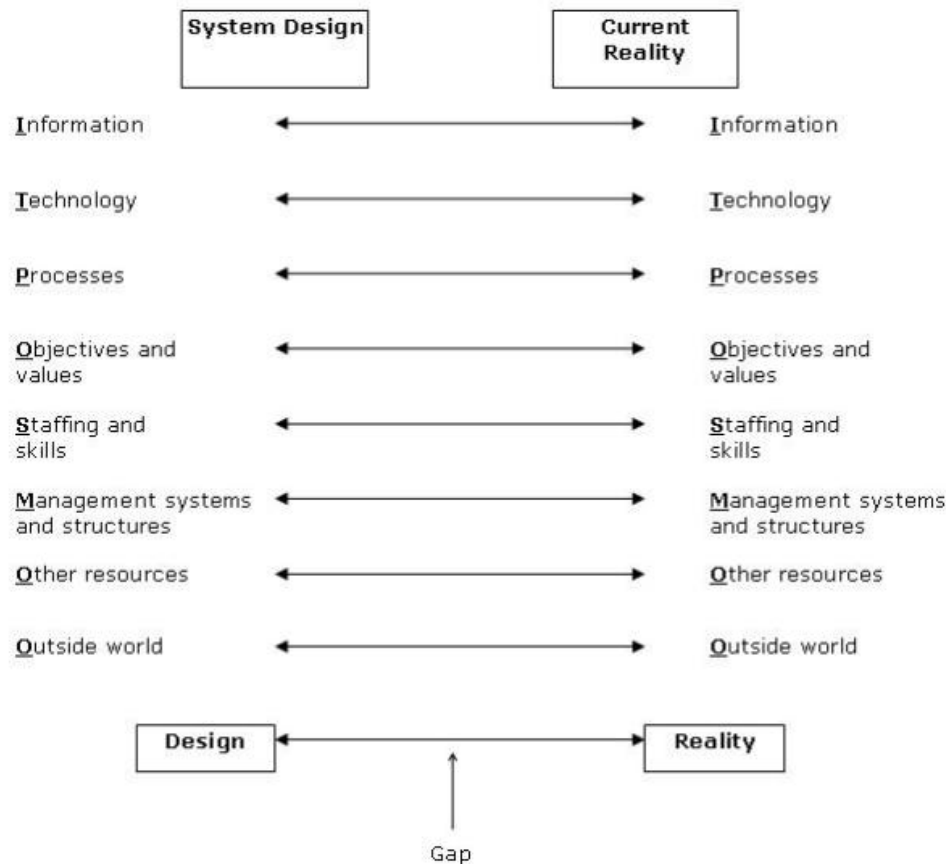 System Design
Current
Reality
Information
Information
Technology
Technology
Processes
Processes
Objectives and
values
Objectives and
values
Staffing and
skills
Staffing and
skills
Management systems
and structures
Management systems
and structures
Other resources
Other resources
Outside world
Outside world
Design
Reality
Gap